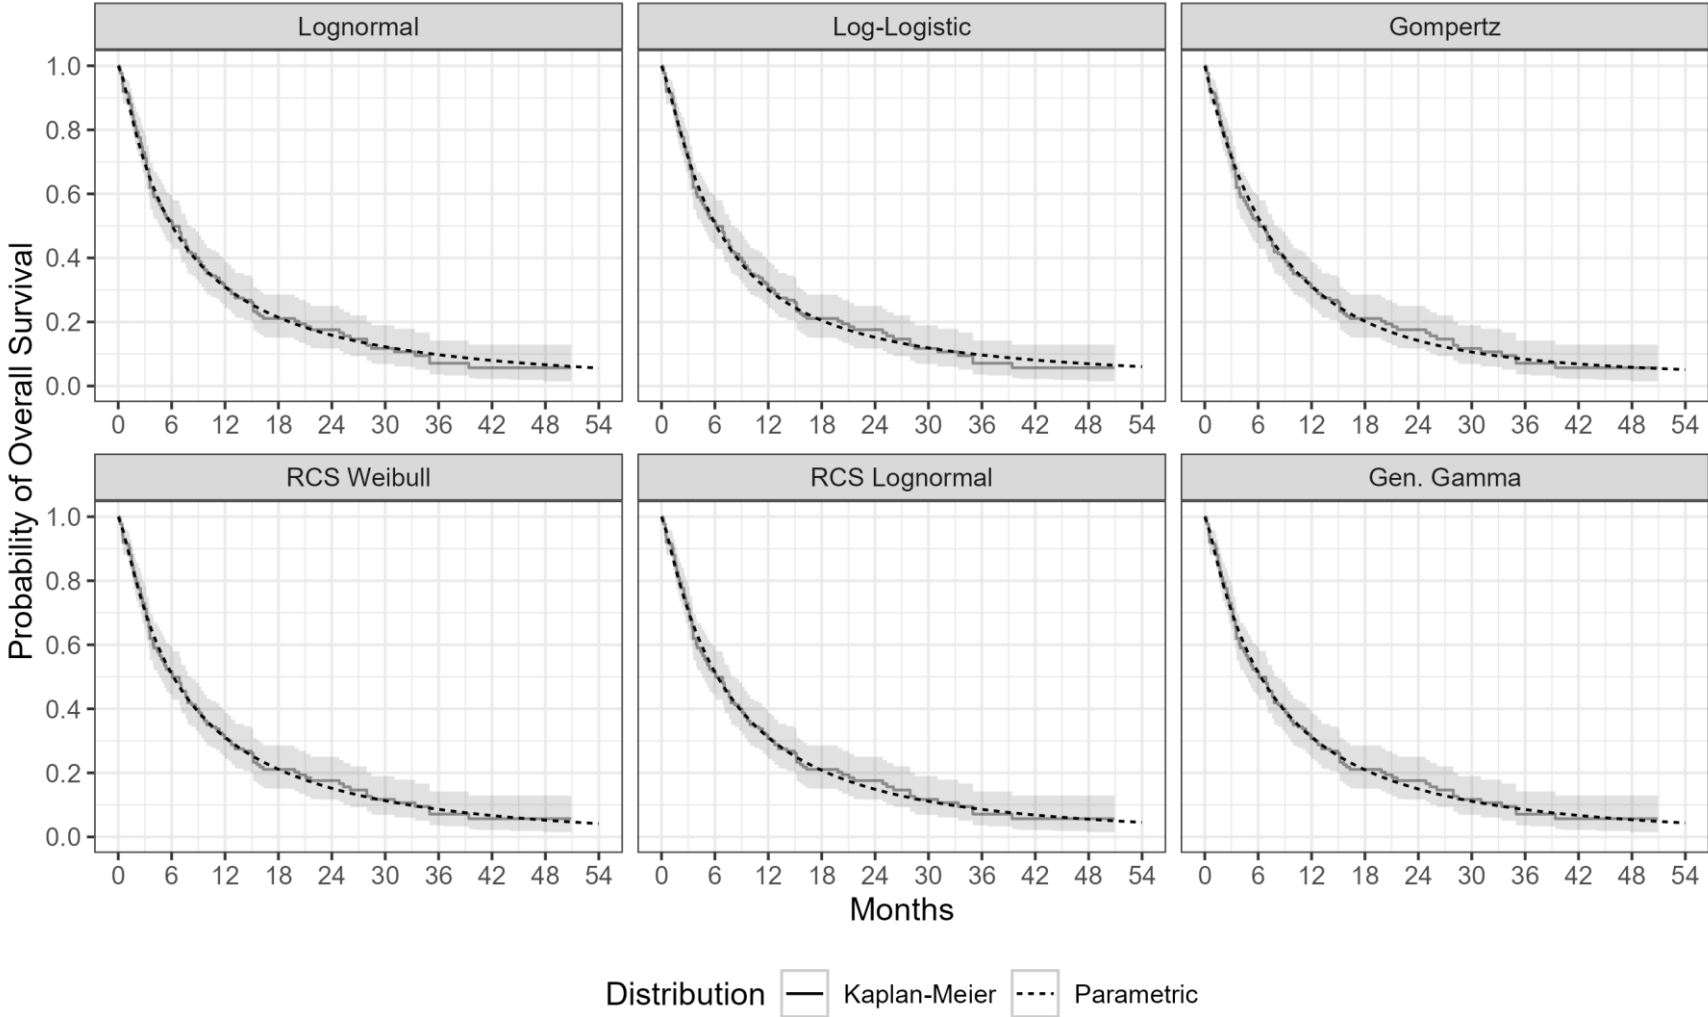 Lognormal Log-Logistic Gompertz
Probability of Overall Survival
1.0
0.8
0.6
0.4
0.2
0.0
0 6 12 18 24 30 36 42 48 54 0 6 12 18 24 30 36 42 48 54 0 6 12 18 24 30 36 42 48 54
RCS Weibull RCS Lognormal Gen. Gamma
1.0
0.8
0.6
0.4
0.2
0.0
0 6 12 18 24 30 36 42 48 54 0 6 12 18 24 30 36 42 48 54 0 6 12 18 24 30 36 42 48 54
Months
Distribution Kaplan-Meier Parametric